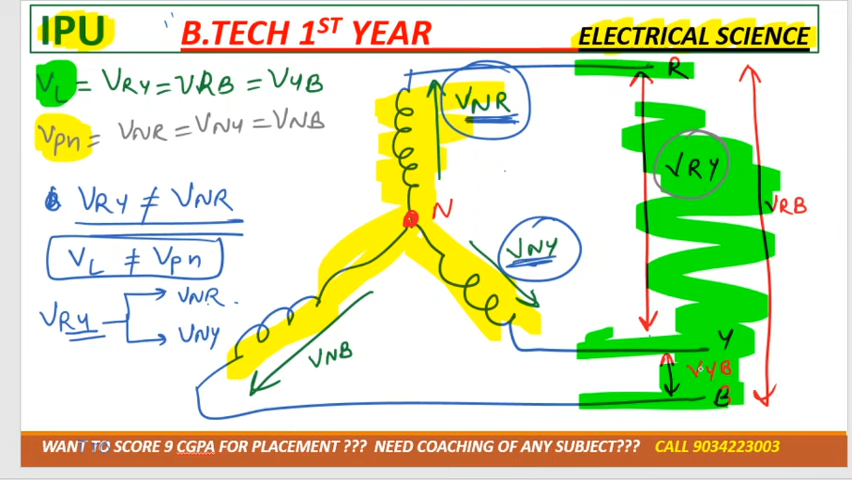 IPU
B.TECH 1ST YEAR
ELECTRICAL SCIENCE
VL = VRY = VRB = VYB
Vpn = VNR = VNY = VNB
VRY ≠ VNR
VL ≠ Vpn
VRY
VNR
VNY
VNR
N
VNY
VNB
R
VRY
VRB
Y
VYB
B
WANT TO SCORE 9 CGPA FOR PLACEMENT ??? NEED COACHING OF ANY SUBJECT??? CALL 9034223003